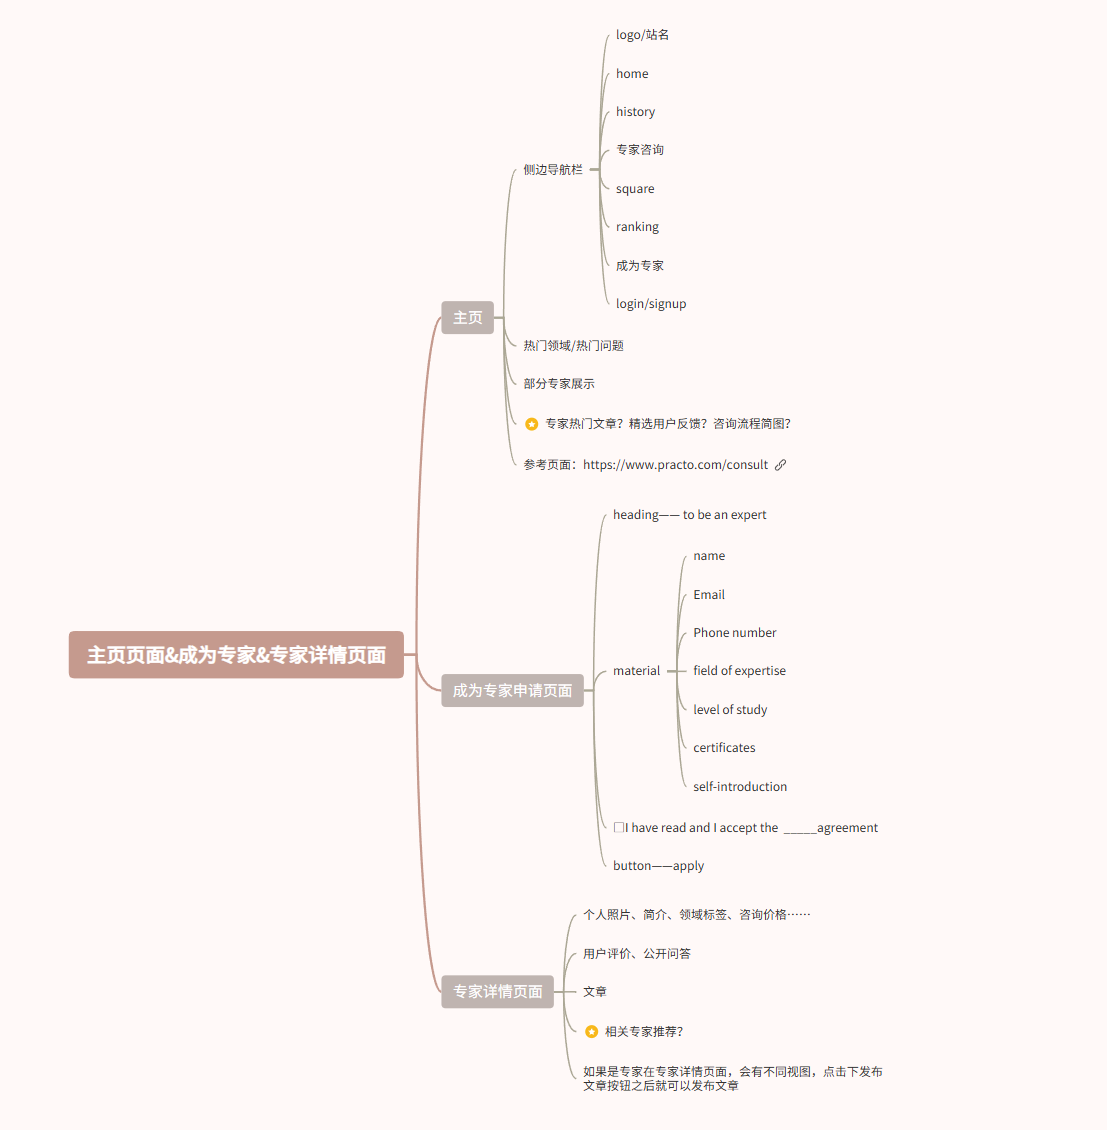 主页页面&成为专家&专家详情页面
主页
侧边导航栏
logo/站名
home
history
专家咨询
square
ranking
成为专家
login/signup
热门领域/热门问题
部分专家展示
专家热门文章？精选用户反馈？咨询流程简图？
参考页面：https://www.practo.com/consult
成为专家申请页面
heading—— to be an expert
material
name
Email
Phone number
field of expertise
level of study
certificates
self-introduction
□I have read and I accept the _____agreement
button——apply
专家详情页面
个人照片、简介、领域标签、咨询价格……
用户评价、公开问答
文章
相关专家推荐？
如果是专家在专家详情页面，会有不同视图，点击下发布
文章按钮之后就可以发布文章